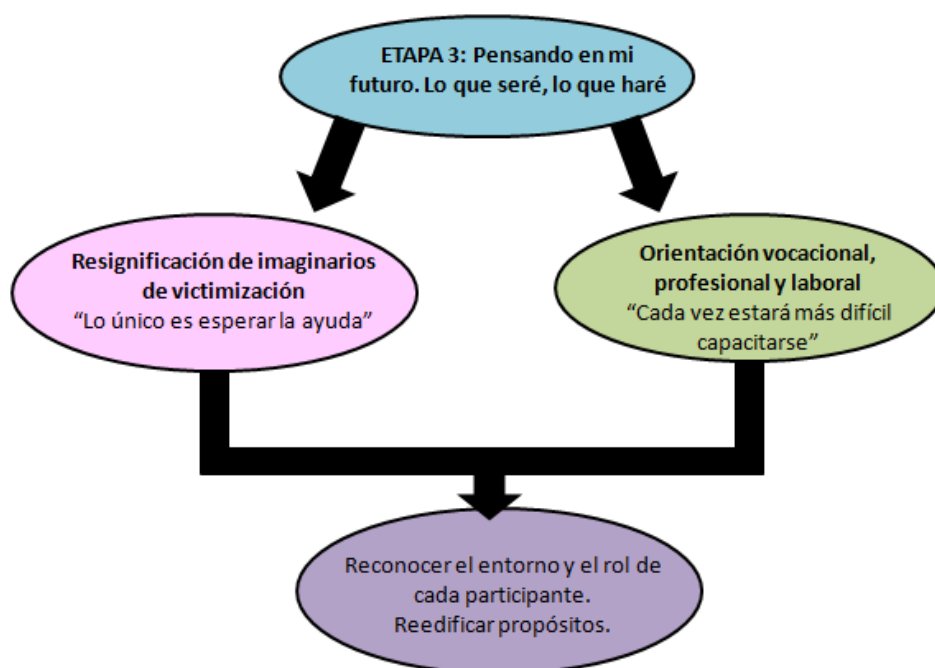 ETAPA 3: Pensando en mi
futuro. Lo que seré, lo que haré
Resignificación de imaginarios
de victimización
“Lo único es esperar la ayuda”
Orientación vocacional,
profesional y laboral
“Cada vez estará más difícil
capacitarse”
Reconocer el entorno y el rol de
cada participante.
Reedificar propósitos.